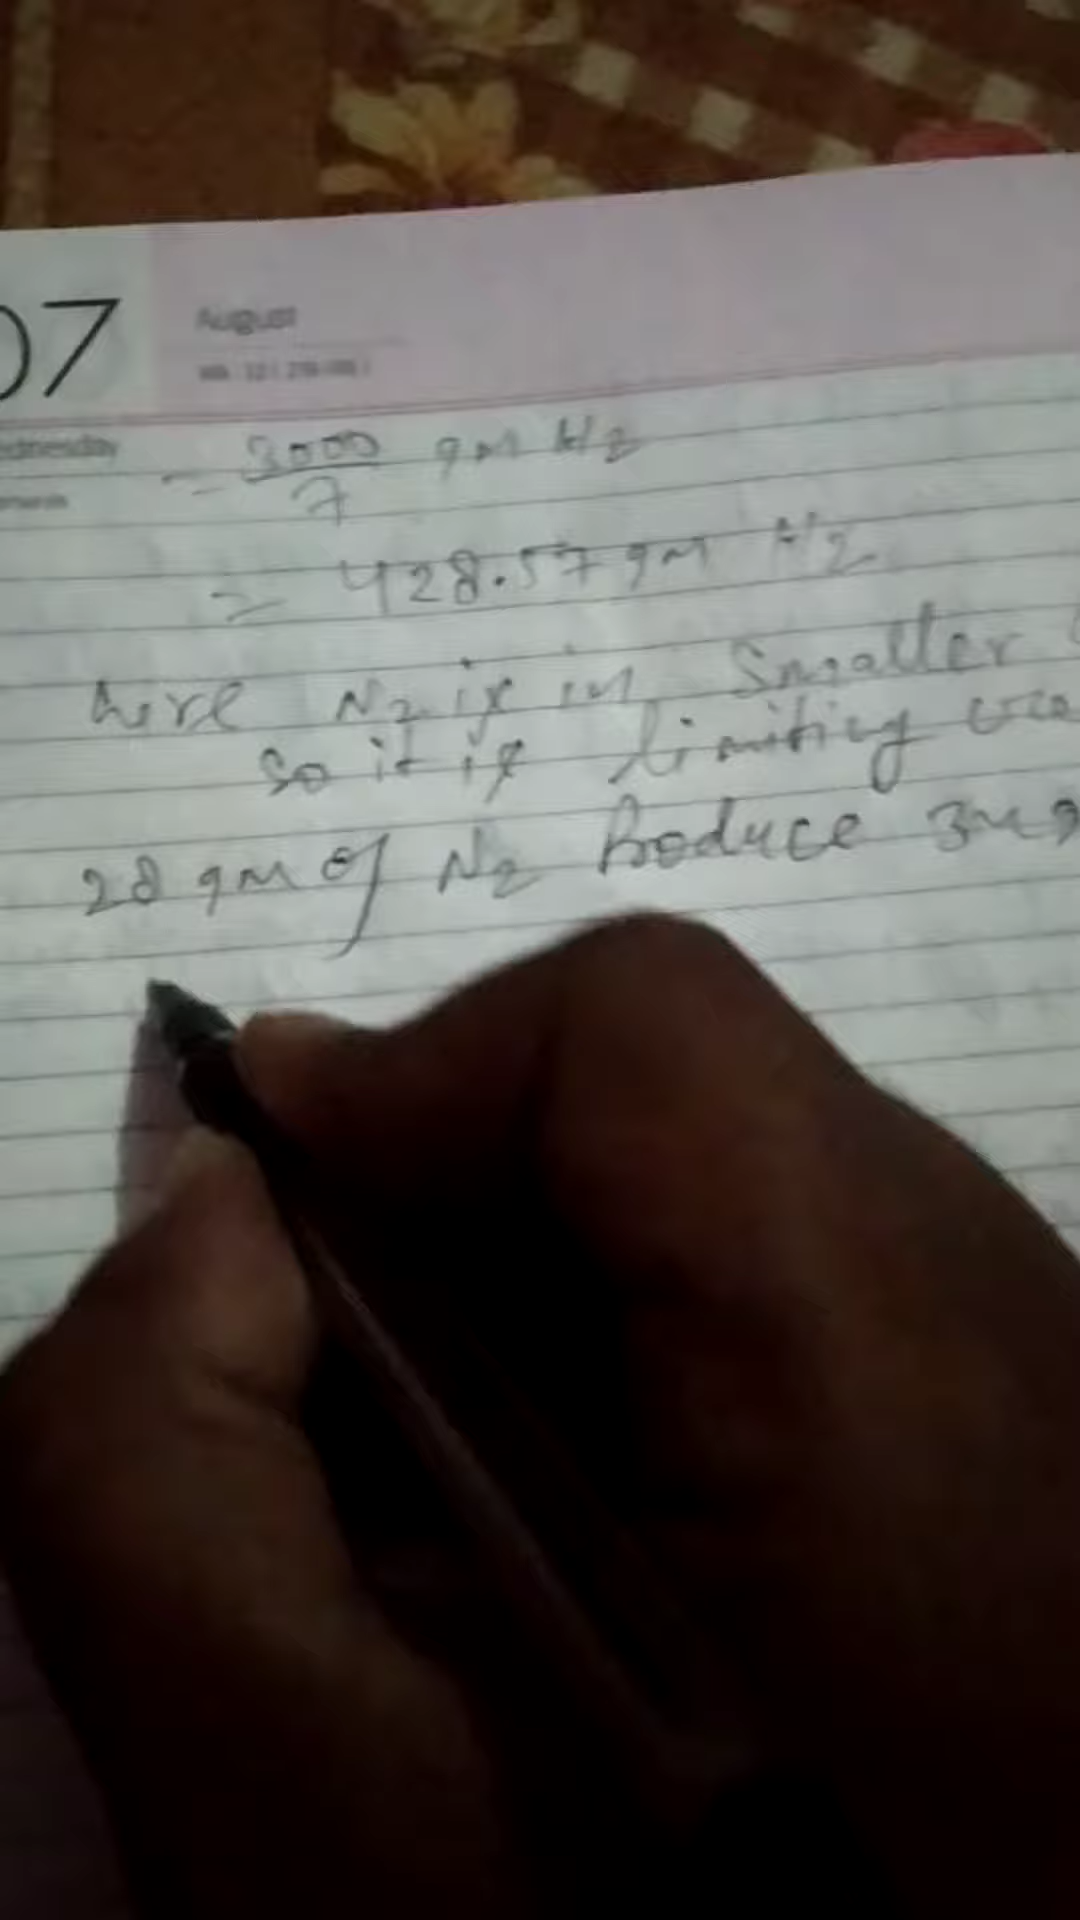 07
August
= 3000/7 gm H2
= 428.57 gm H2
here N2 is in Smaller
So it is limiting
28 gm of N2 Produce 34 g